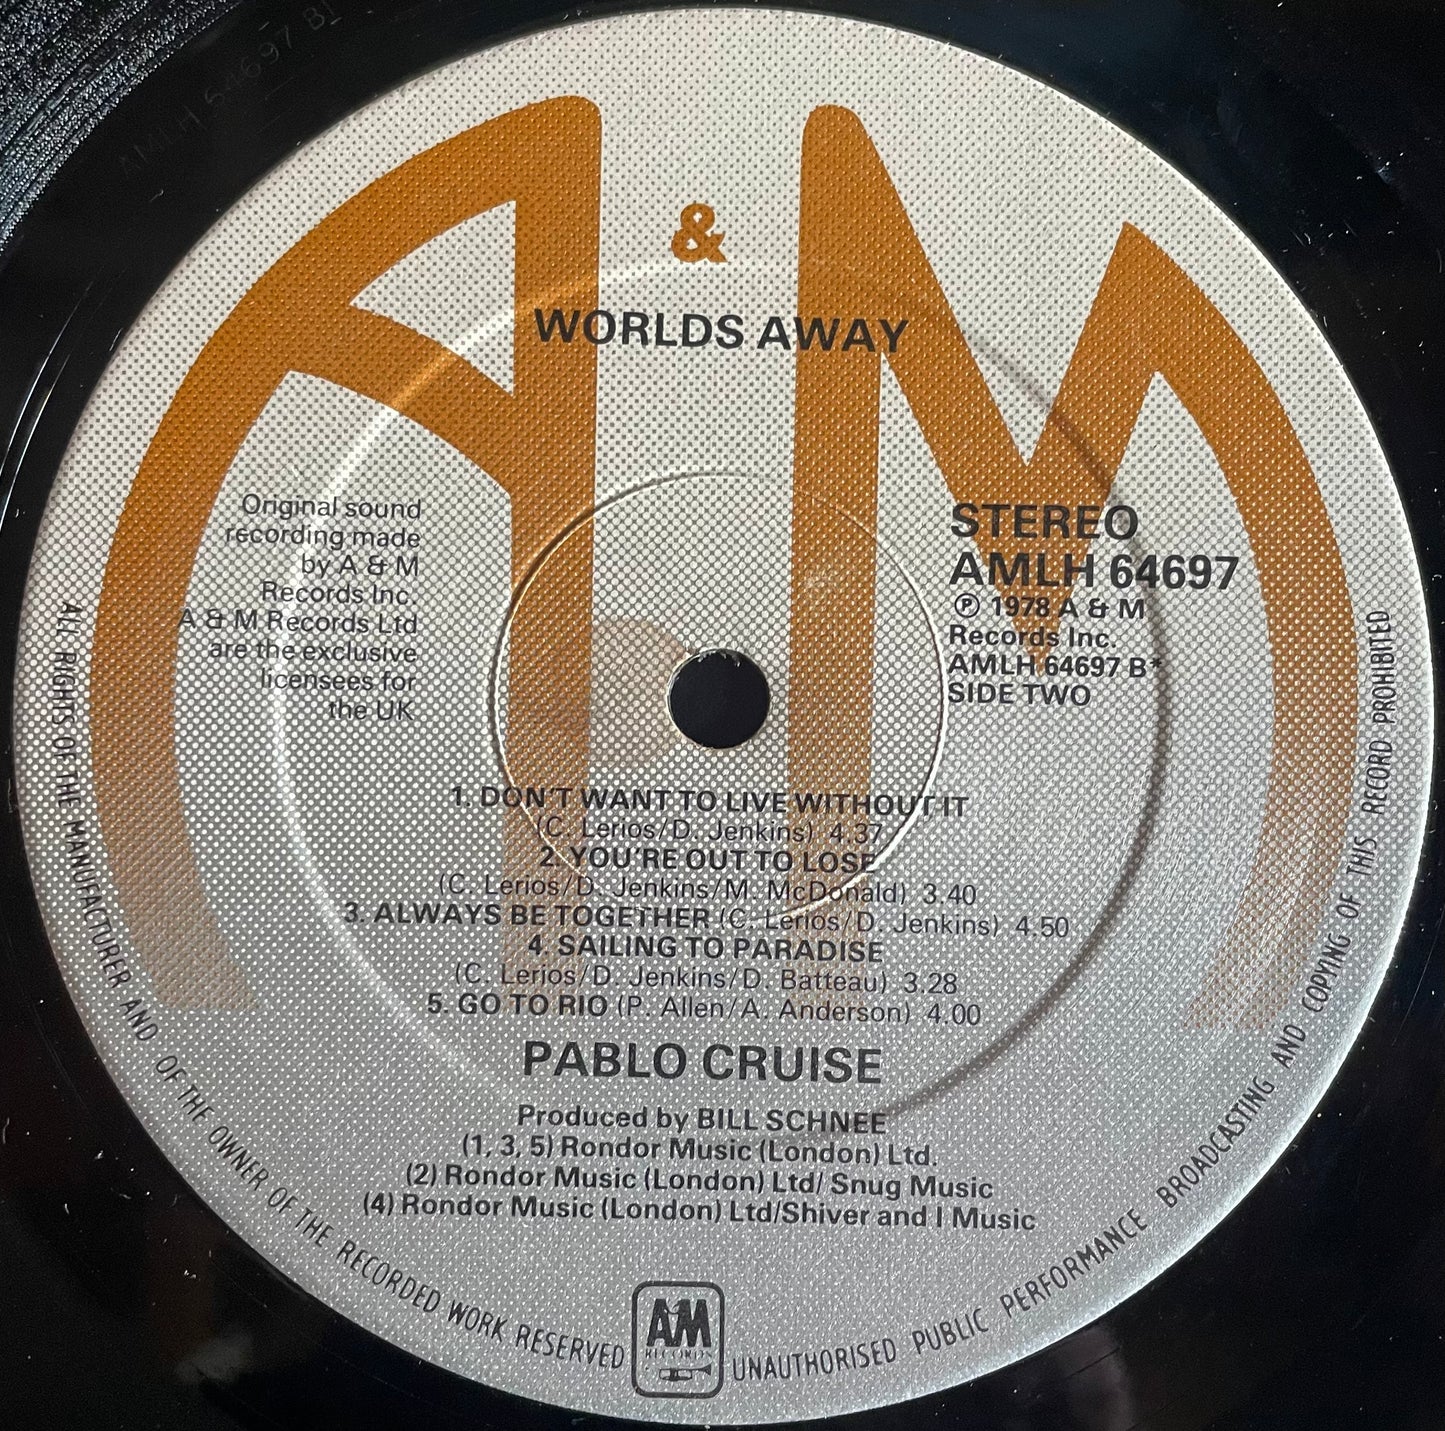 AMLH 64697 B1
A & M
WORLDS AWAY
Original sound
recording made
by A & M
Records Inc.
A & M Records Ltd
are the exclusive
licensees for
the UK
STEREO
AMLH 64697
Ⓟ 1978 A & M
Records Inc.
AMLH 64697 B*
SIDE TWO
1. DON'T WANT TO LIVE WITHOUT IT
(C. Lerios/D. Jenkins) 4.37
2. YOU'RE OUT TO LOSE
(C. Lerios/D. Jenkins/M. McDonald) 3.40
3. ALWAYS BE TOGETHER (C. Lerios/D. Jenkins) 4.50
4. SAILING TO PARADISE
(C. Lerios/D. Jenkins/D. Batteau) 3.28
5. GO TO RIO (P. Allen/A. Anderson) 4.00
PABLO CRUISE
Produced by BILL SCHNEE
(1, 3, 5) Rondor Music (London) Ltd.
(2) Rondor Music (London) Ltd/ Snug Music
(4) Rondor Music (London) Ltd/Shiver and I Music
ALL RIGHTS OF THE MANUFACTURER AND OF THE OWNER OF THE RECORDED WORK RESERVED
A&M
RECORDS
UNAUTHORISED PUBLIC PERFORMANCE BROADCASTING AND COPYING OF THIS RECORD PROHIBITED